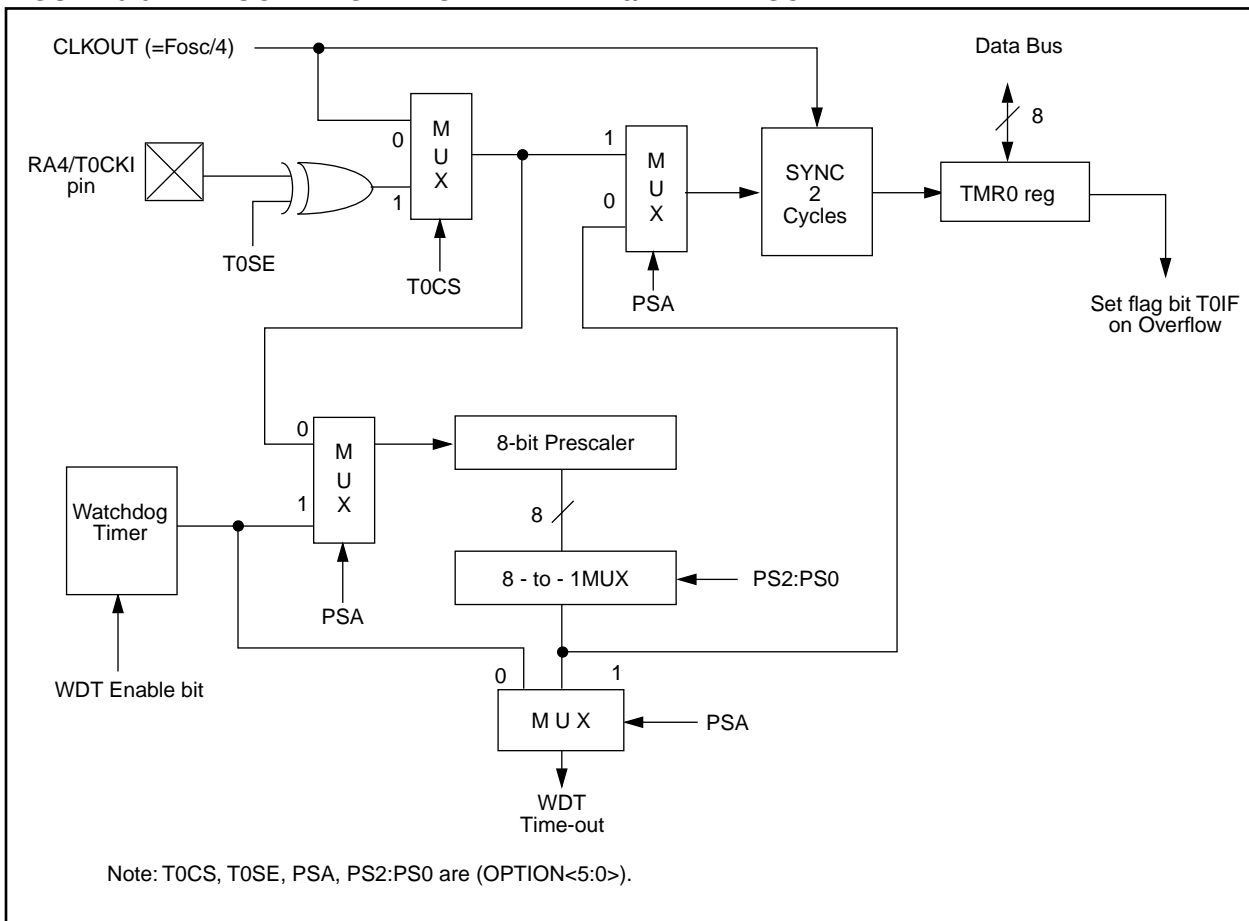 CLKOUT (=Fosc/4)
Data Bus
8
RA4/T0CKI
pin
T0SE
0
1
M
U
X
T0CS
1
0
M
U
X
PSA
SYNC
2
Cycles
TMR0 reg
Set flag bit T0IF
on Overflow
0
1
M
U
X
PSA
8-bit Prescaler
8
Watchdog
Timer
WDT Enable bit
8 - to - 1MUX
PS2:PS0
0
1
M U X
PSA
WDT
Time-out
Note: T0CS, T0SE, PSA, PS2:PS0 are (OPTION<5:0>).